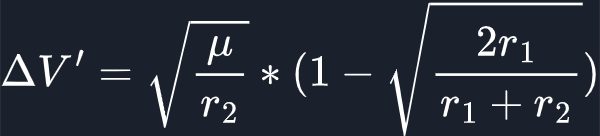 ΔV′ = √(μ/r₂) * (1 − √(2r₁/(r₁ + r₂)))